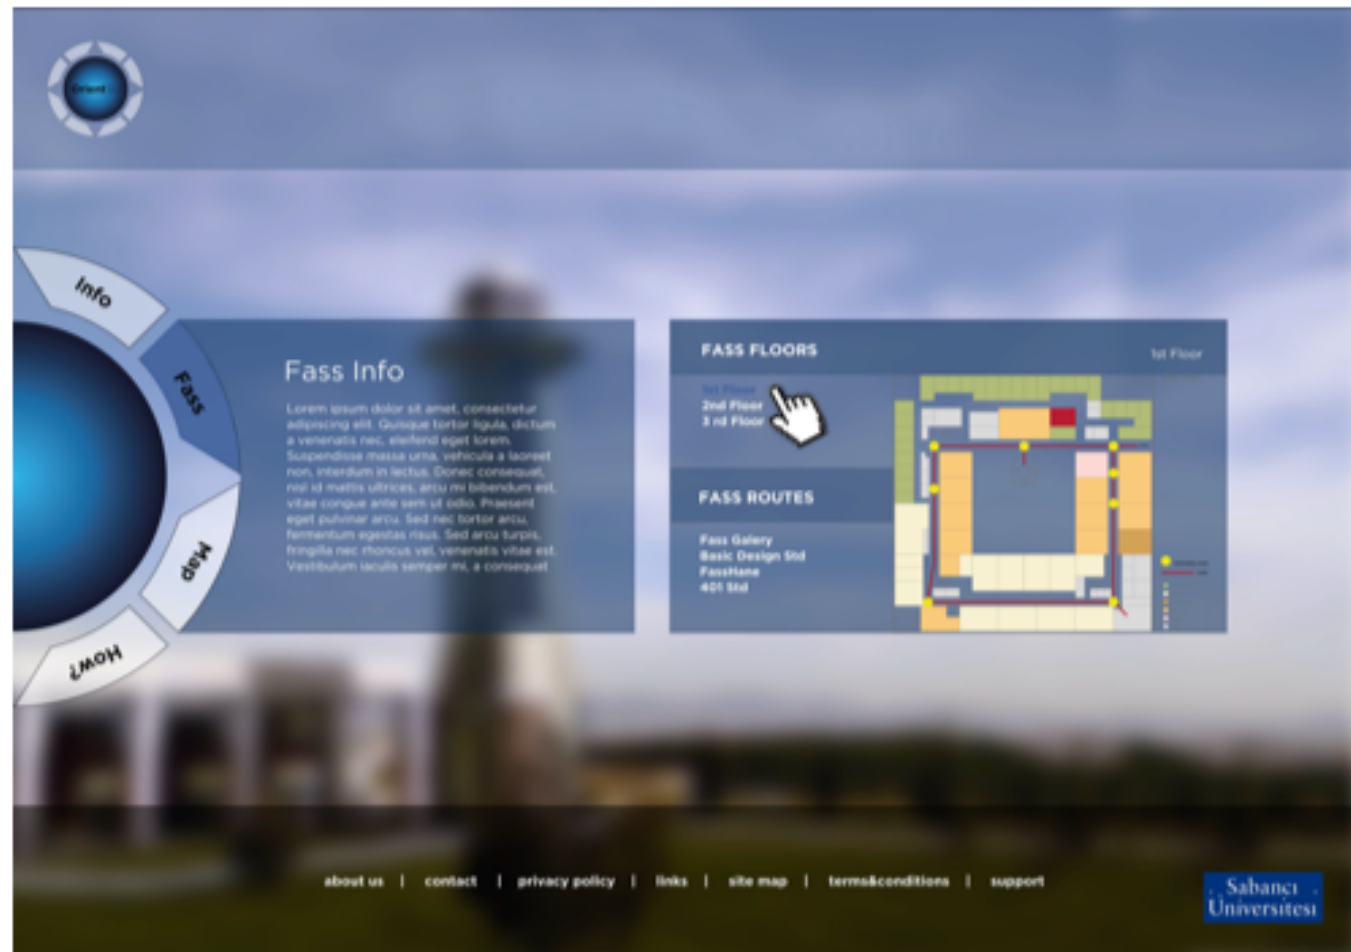 Orient
Info
Fass
Map
How?
Fass Info
Lorem ipsum dolor sit amet, consectetur
adipiscing elit. Quisque tortor ligula, dictum
a venenatis nec, eleifend eget lorem.
Suspendisse massa urna, vehicula a laoreet
non, interdum in lectus. Donec consequat,
nisl id mattis ultrices, arcu mi bibendum est,
vitae congue ante sem ut odio. Praesent
eget pulvinar arcu. Sed nec tortor arcu,
fermentum egestas risus. Sed arcu turpis,
fringilla nec rhoncus vel, venenatis vitae est.
Vestibulum iaculis semper mi, a consequat
FASS FLOORS
1st Floor
1st Floor
2nd Floor
3 rd Floor
FASS ROUTES
Fass Galery
Basic Design Std
FassHane
401 Std
about us | contact | privacy policy | links | site map | terms&conditions | support
Sabancı
Üniversitesi